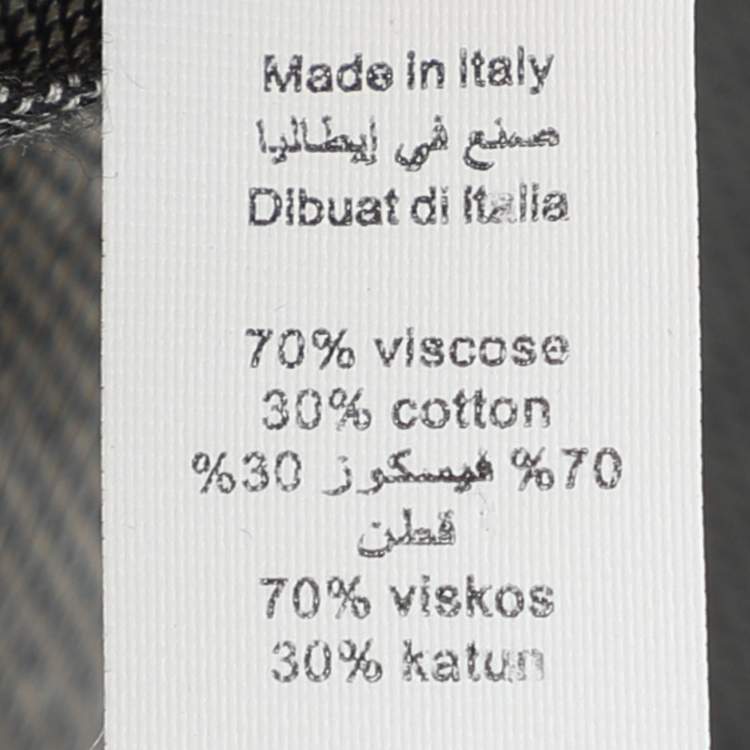 Made in Italy
صنع في إيطاليا
Dibuat di Italia
70% viscose
30% cotton
70% فيسكوز 30%
قطن
70% viskos
30% katun